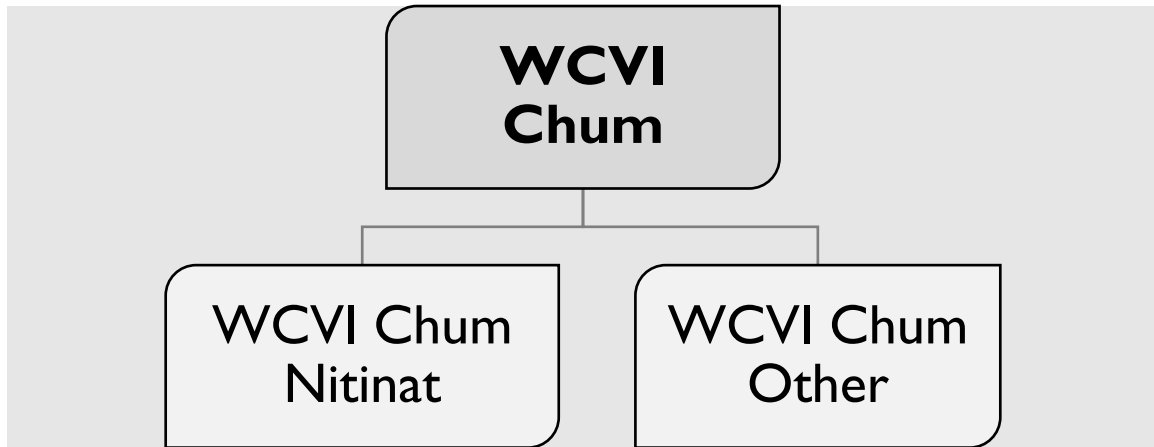 WCVI
Chum
WCVI Chum
Nitinat
WCVI Chum
Other